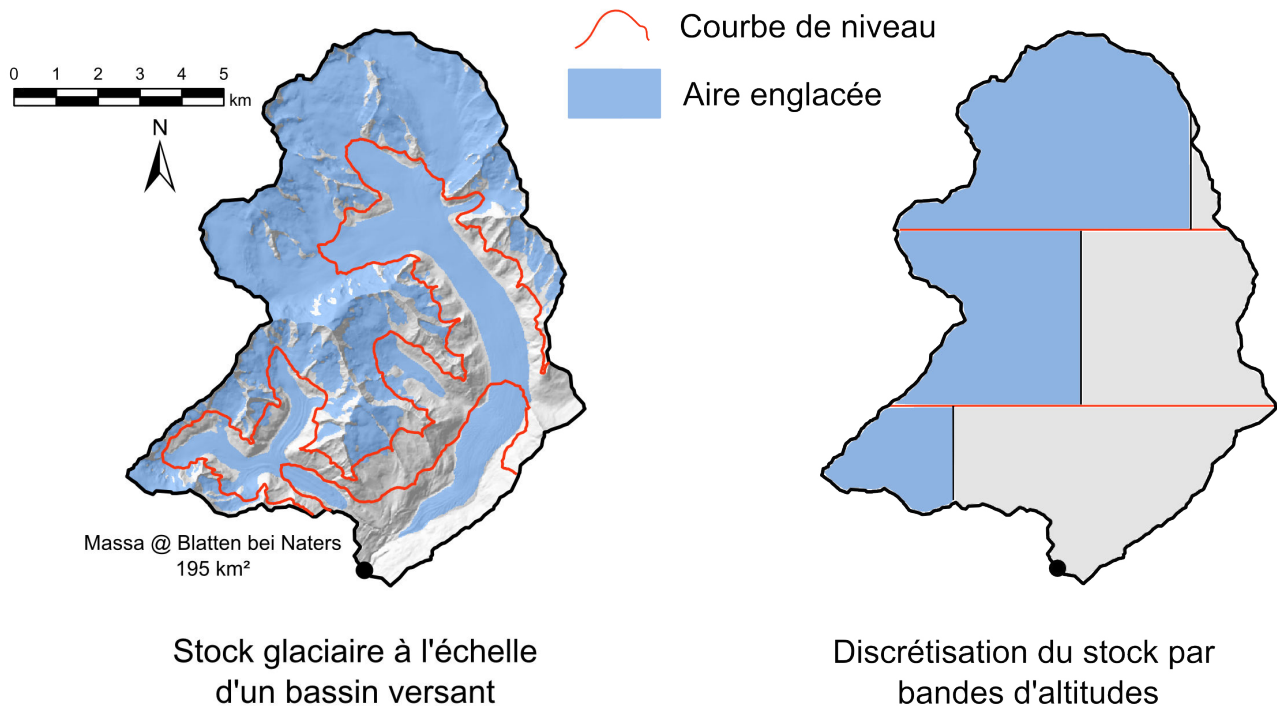 Courbe de niveau
Aire englacée
0 1 2 3 4 5
km
N
Massa @ Blatten bei Naters
195 km²
Stock glaciaire à l'échelle
d'un bassin versant
Discrétisation du stock par
bandes d'altitudes